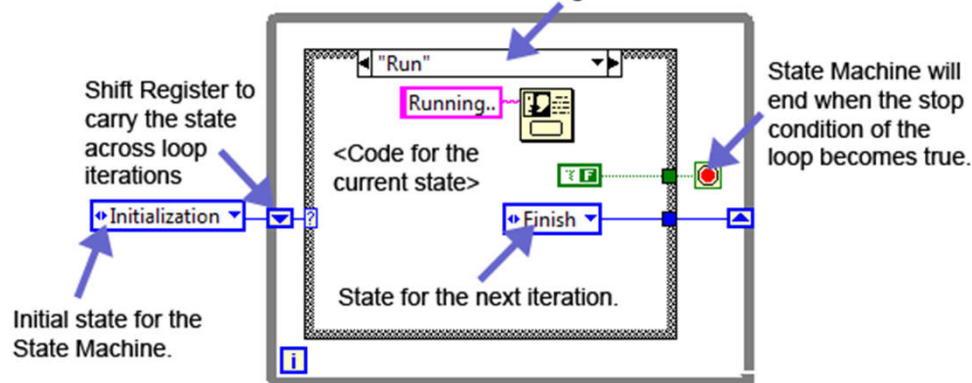 "Run"
Running..
Shift Register to
carry the state
across loop
iterations
<Code for the
current state>
State Machine will
end when the stop
condition of the
loop becomes true.
F
Initialization
?
Finish
State for the next iteration.
Initial state for the
State Machine.
i